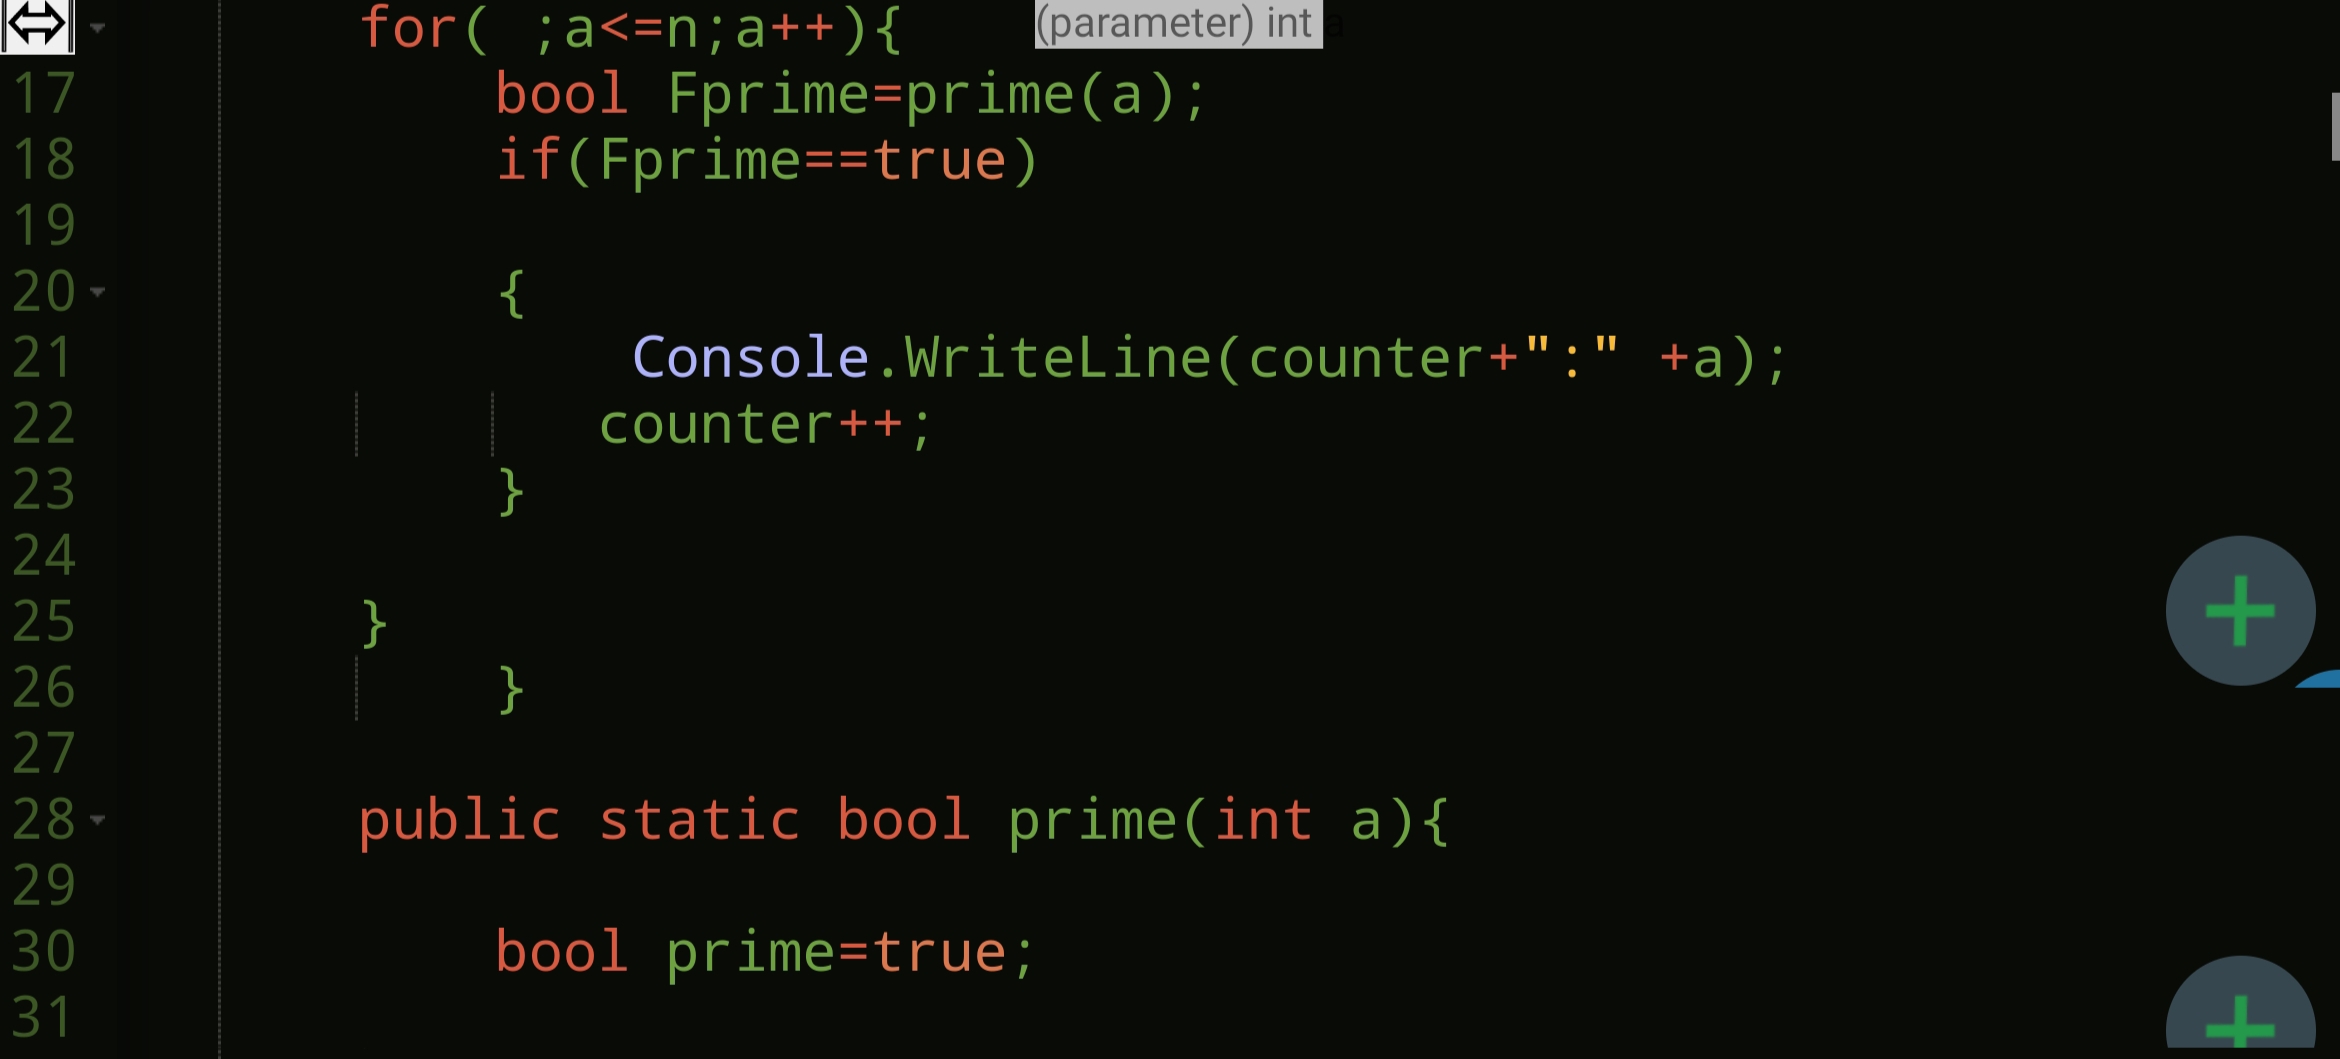 for( ;a<=n;a++){ (parameter) int a
17 bool Fprime=prime(a);
18 if(Fprime==true)
19
20 {
21 Console.WriteLine(counter+":" +a);
22 counter++;
23 }
24
25 }
26 }
27
28 public static bool prime(int a){
29
30 bool prime=true;
31